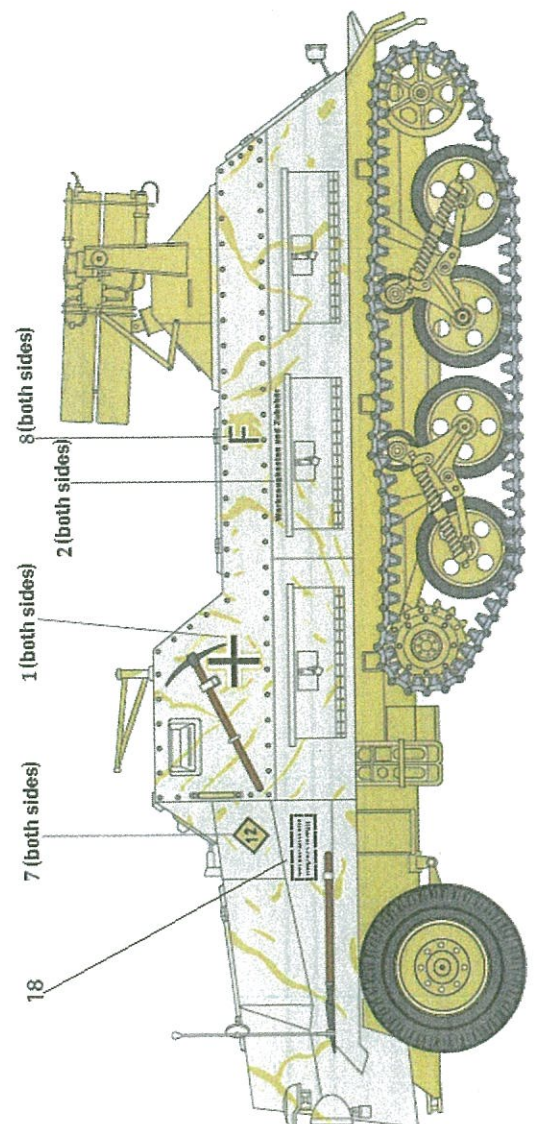 18
7 (both sides)
1 (both sides)
2 (both sides)
8 (both sides)
12
F
Werkzeugkasten und Zubehör